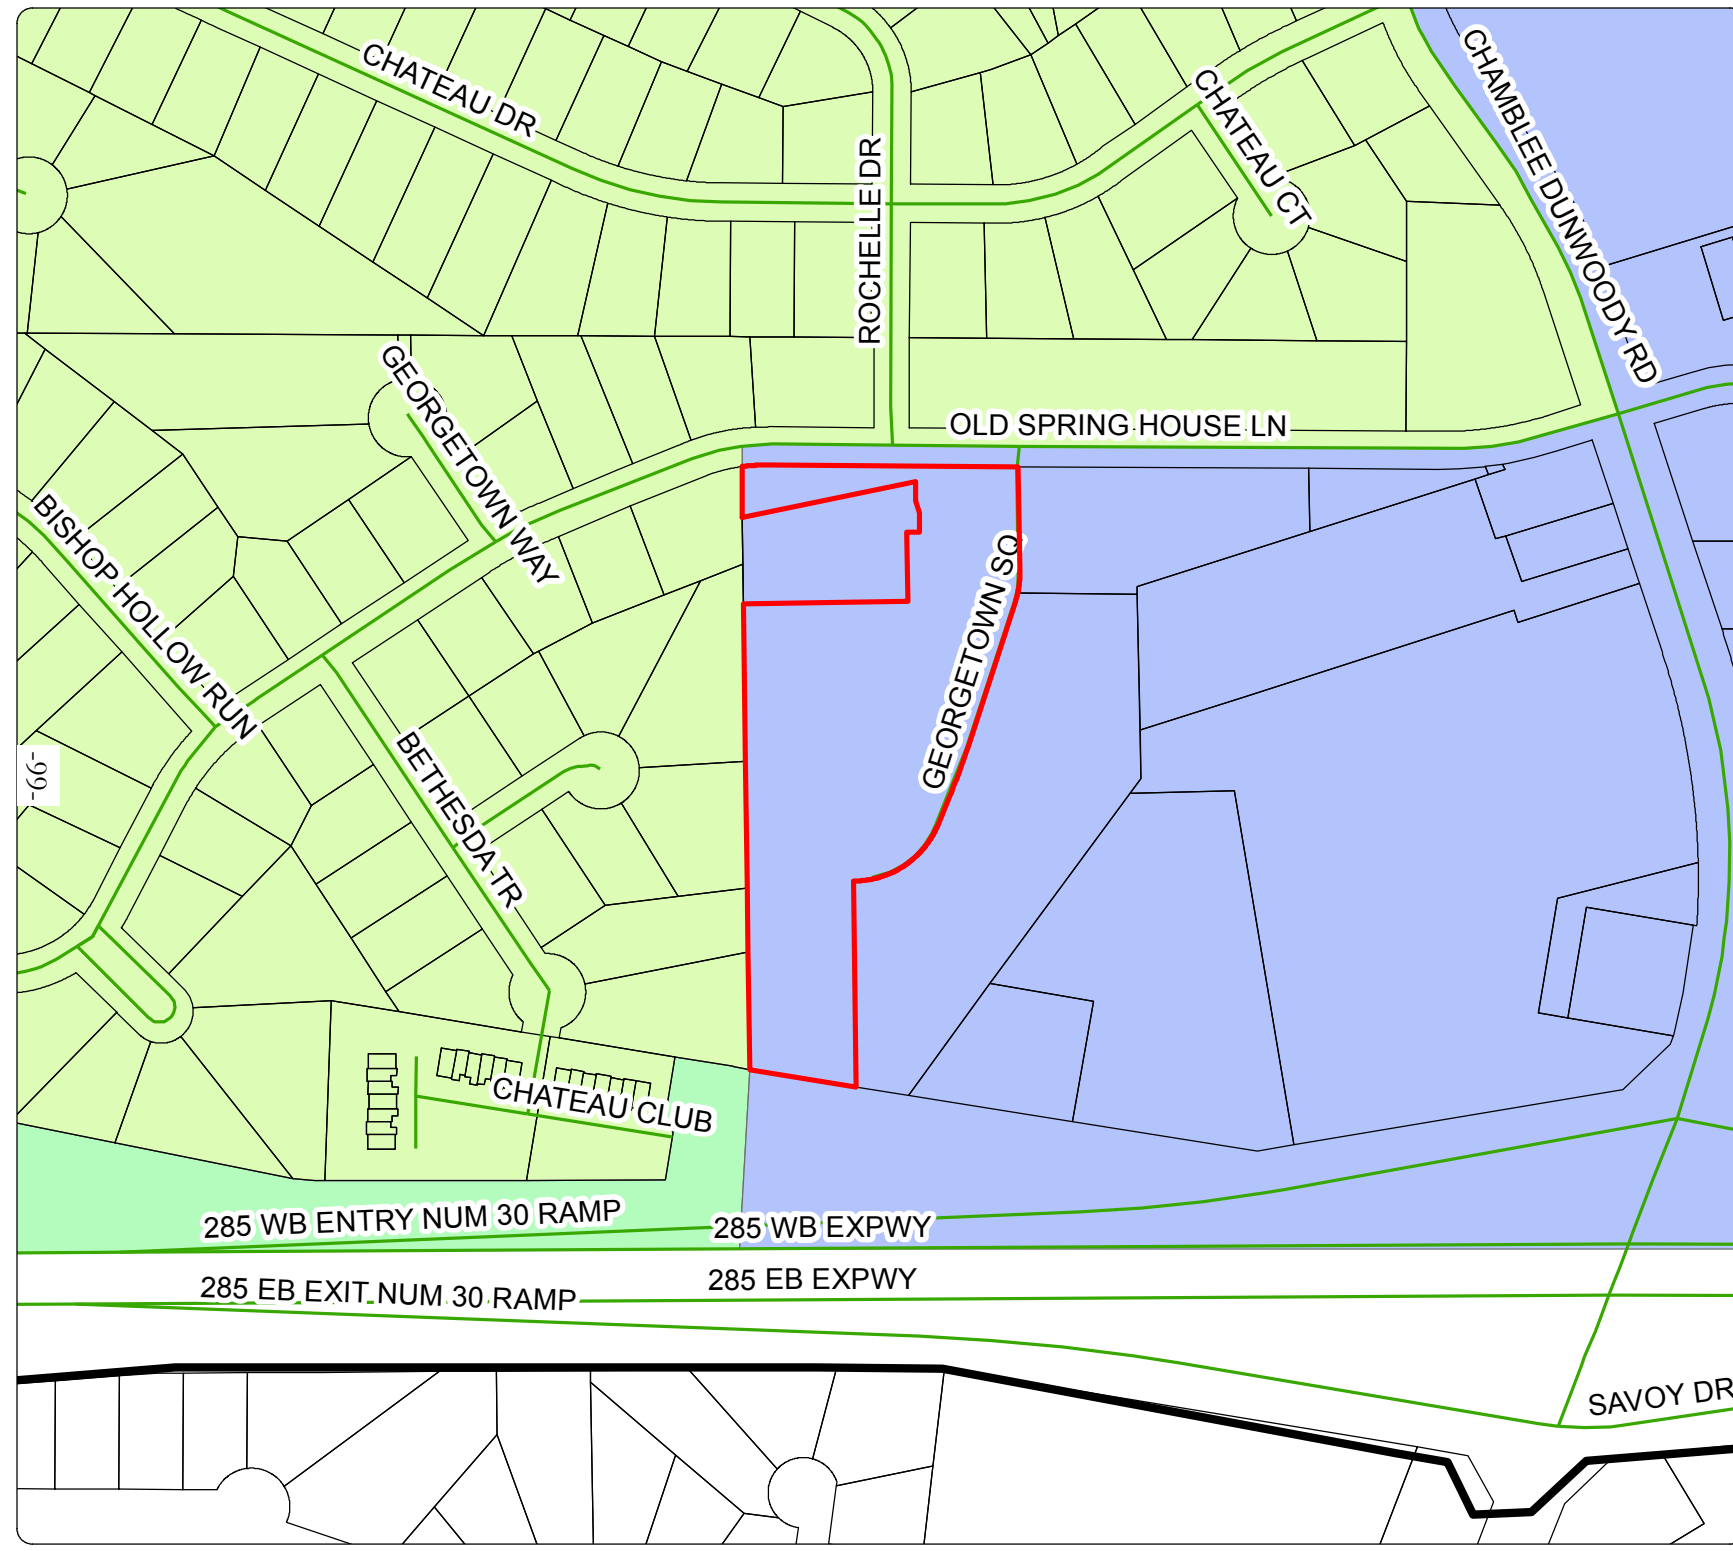 CHATEAU DR
CHATEAU CT
CHAMBLEE DUNWOODY RD
ROCHELLE DR
GEORGETOWN WAY
OLD SPRING HOUSE LN
BISHOP HOLLOW RUN
GEORGETOWN SQ
BETHESDA TR
-99-
CHATEAU CLUB
285 WB ENTRY NUM 30 RAMP
285 WB EXPWY
285 EB EXIT NUM 30 RAMP
285 EB EXPWY
SAVOY DR